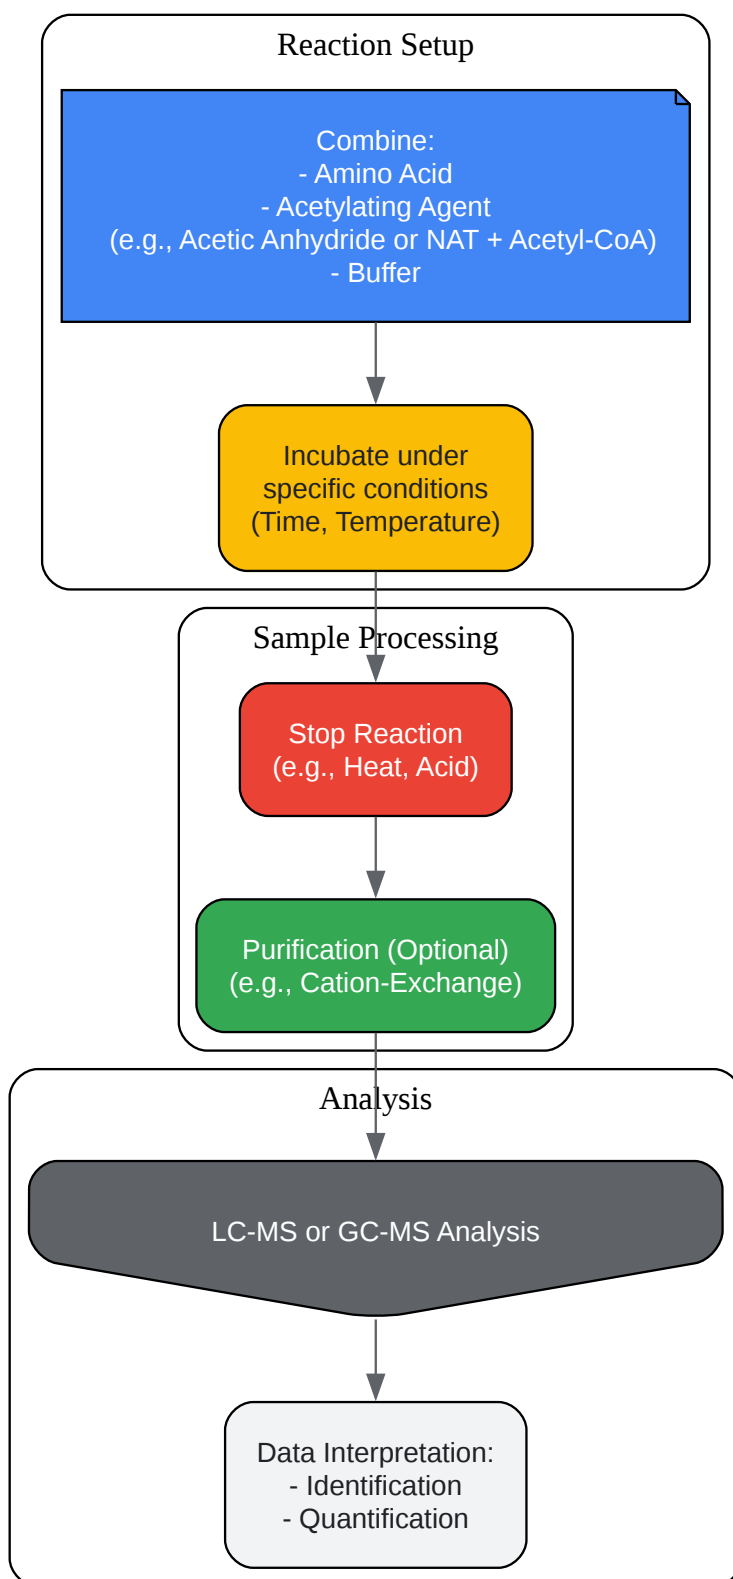 Reaction Setup
Combine:
- Amino Acid
- Acetylating Agent
(e.g., Acetic Anhydride or NAT + Acetyl-CoA)
- Buffer
Incubate under
specific conditions
(Time, Temperature)
Sample Processing
Stop Reaction
(e.g., Heat, Acid)
Purification (Optional)
(e.g., Cation-Exchange)
Analysis
LC-MS or GC-MS Analysis
Data Interpretation:
- Identification
- Quantification